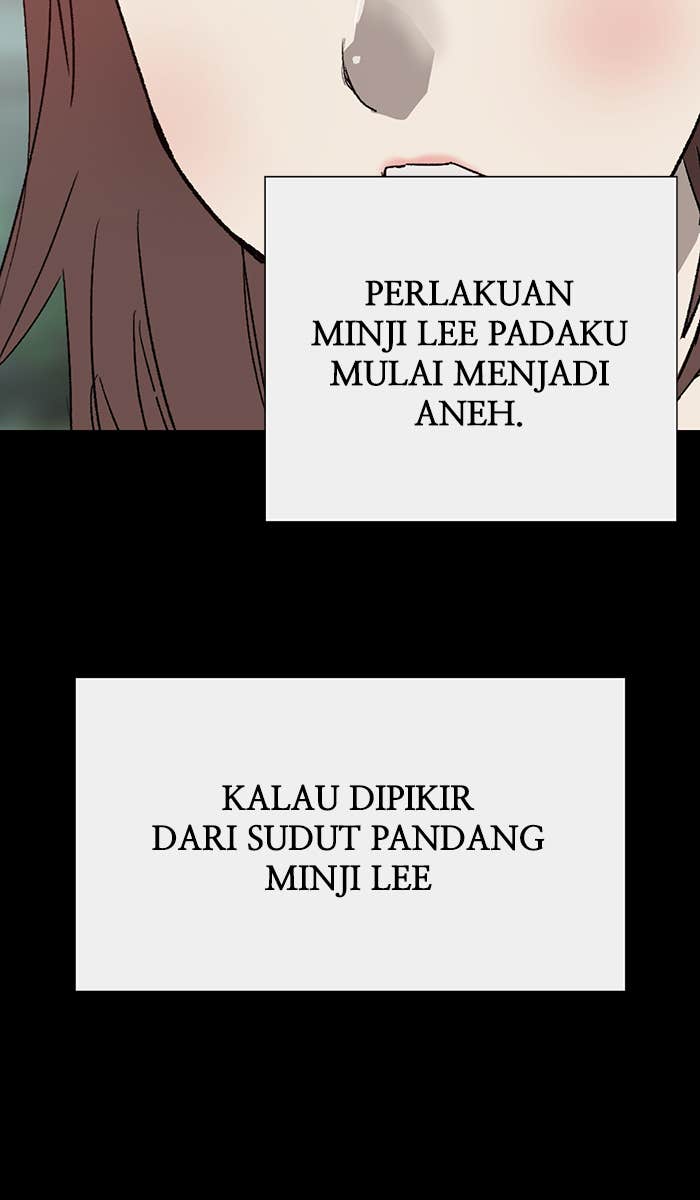 PERLAKUAN
MINJI LEE PADAKU
MULAI MENJADI
ANEH.
KALAU DIPIKIR
DARI SUDUT PANDANG
MINJI LEE